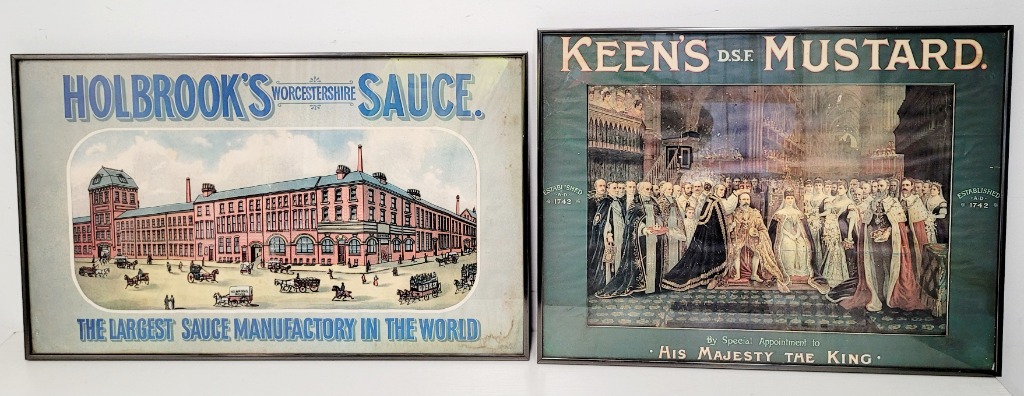 HOLBROOK'S WORCESTERSHIRE SAUCE.
THE LARGEST SAUCE MANUFACTORY IN THE WORLD
KEEN'S D.S.F. MUSTARD.
ESTABLISHED
A.D
1742
ESTABLISHED
A.D
1742
By Special Appointment to
· HIS MAJESTY THE KING ·